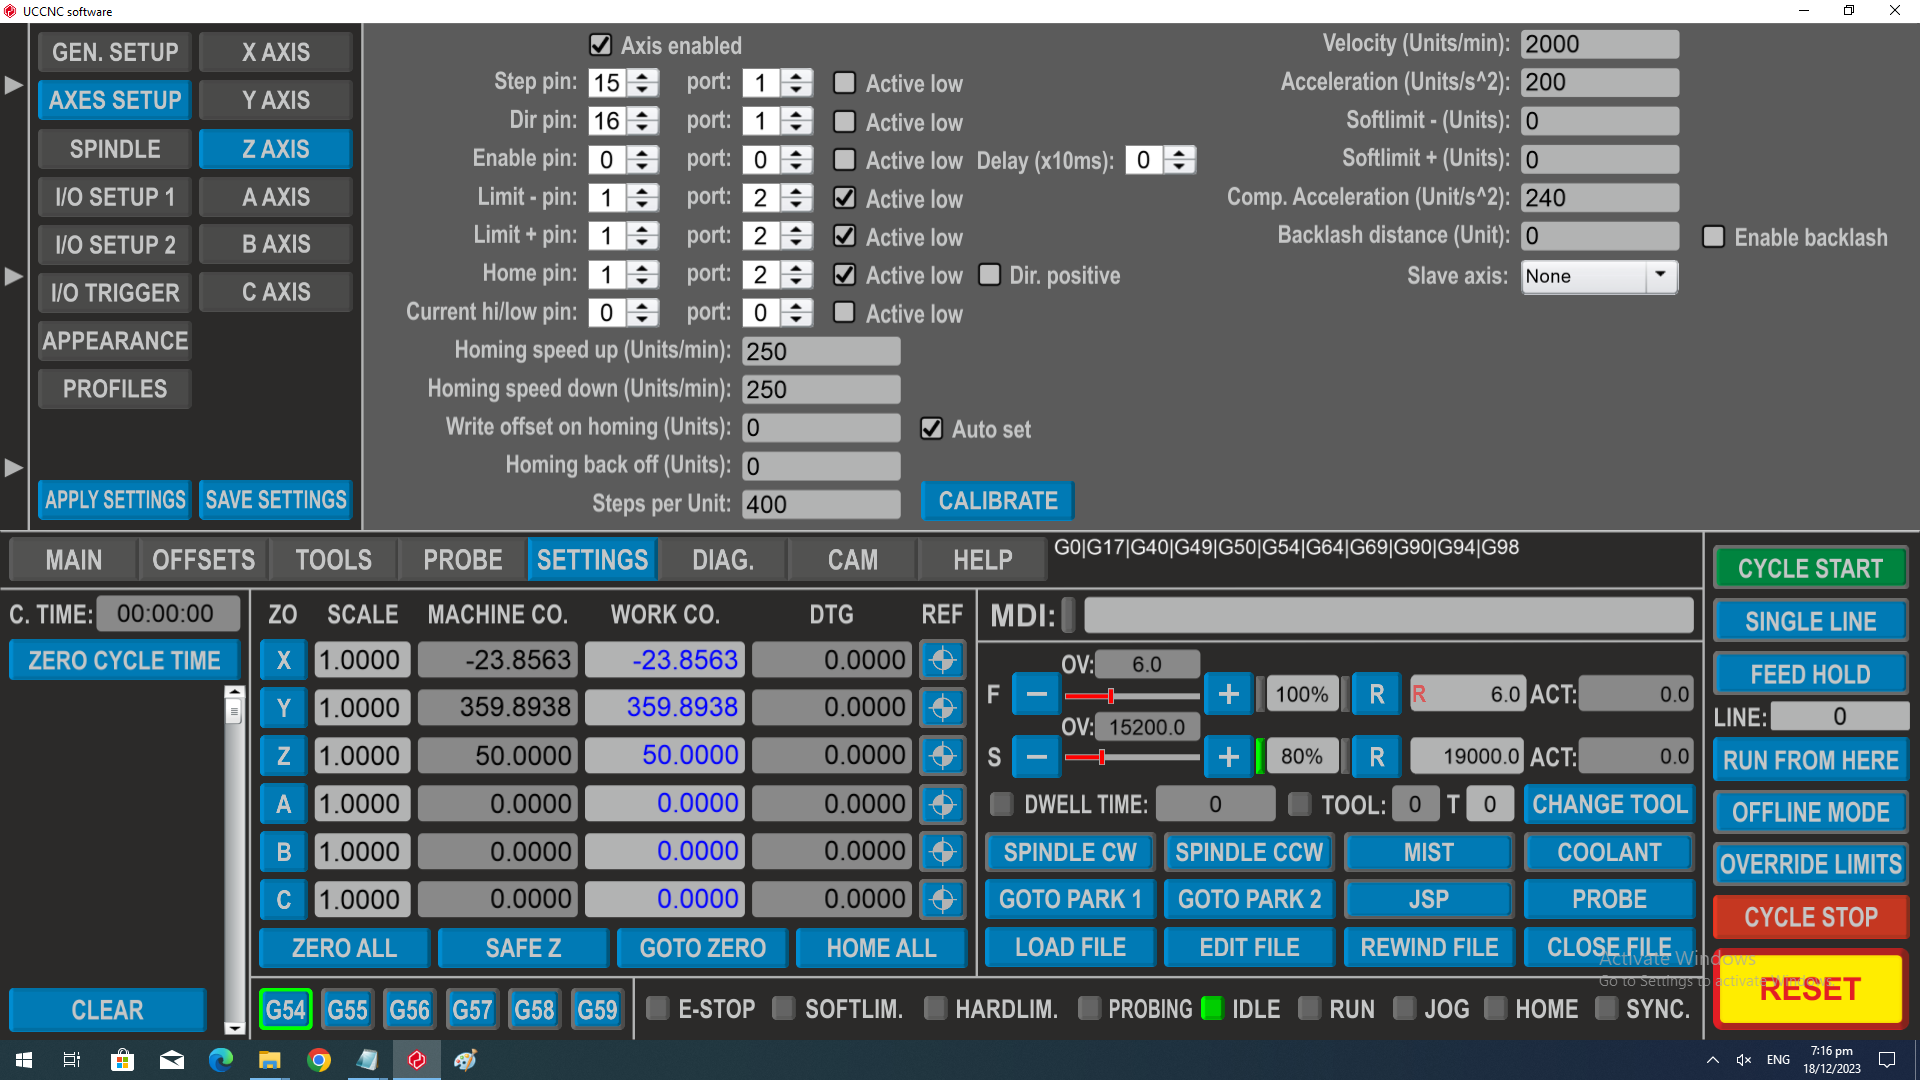 UCCNC software
GEN. SETUP
X AXIS
AXES SETUP
Y AXIS
SPINDLE
Z AXIS
I/O SETUP 1
A AXIS
I/O SETUP 2
B AXIS
I/O TRIGGER
C AXIS
APPEARANCE
PROFILES
APPLY SETTINGS
SAVE SETTINGS
Axis enabled
Step pin: 15 port: 1 Active low
Dir pin: 16 port: 1 Active low
Enable pin: 0 port: 0 Active low Delay (x10ms): 0
Limit - pin: 1 port: 2 Active low
Limit + pin: 1 port: 2 Active low
Home pin: 1 port: 2 Active low Dir. positive
Current hi/low pin: 0 port: 0 Active low
Homing speed up (Units/min): 250
Homing speed down (Units/min): 250
Write offset on homing (Units): 0 Auto set
Homing back off (Units): 0
Steps per Unit: 400 CALIBRATE
Velocity (Units/min): 2000
Acceleration (Units/s^2): 200
Softlimit - (Units): 0
Softlimit + (Units): 0
Comp. Acceleration (Unit/s^2): 240
Backlash distance (Unit): 0 Enable backlash
Slave axis: None
MAIN OFFSETS TOOLS PROBE SETTINGS DIAG. CAM HELP
G0|G17|G40|G49|G50|G54|G64|G69|G90|G94|G98
C. TIME: 00:00:00
ZERO CYCLE TIME
CLEAR
ZO SCALE MACHINE CO. WORK CO. DTG REF
X 1.0000 -23.8563 -23.8563 0.0000
Y 1.0000 359.8938 359.8938 0.0000
Z 1.0000 50.0000 50.0000 0.0000
A 1.0000 0.0000 0.0000 0.0000
B 1.0000 0.0000 0.0000 0.0000
C 1.0000 0.0000 0.0000 0.0000
ZERO ALL SAFE Z GOTO ZERO HOME ALL
MDI:
OV: 6.0
F 100% R R 6.0 ACT: 0.0
OV: 15200.0
S 80% R 19000.0 ACT: 0.0
DWELL TIME: 0 TOOL: 0 T 0 CHANGE TOOL
SPINDLE CW SPINDLE CCW MIST COOLANT
GOTO PARK 1 GOTO PARK 2 JSP PROBE
LOAD FILE EDIT FILE REWIND FILE CLOSE FILE
G54 G55 G56 G57 G58 G59
E-STOP SOFTLIM. HARDLIM. PROBING IDLE RUN JOG HOME SYNC.
CYCLE START
SINGLE LINE
FEED HOLD
LINE: 0
RUN FROM HERE
OFFLINE MODE
OVERRIDE LIMITS
CYCLE STOP
RESET
Activate Windows
Go to Settings to activate Windows.
ENG
7:16 pm
18/12/2023